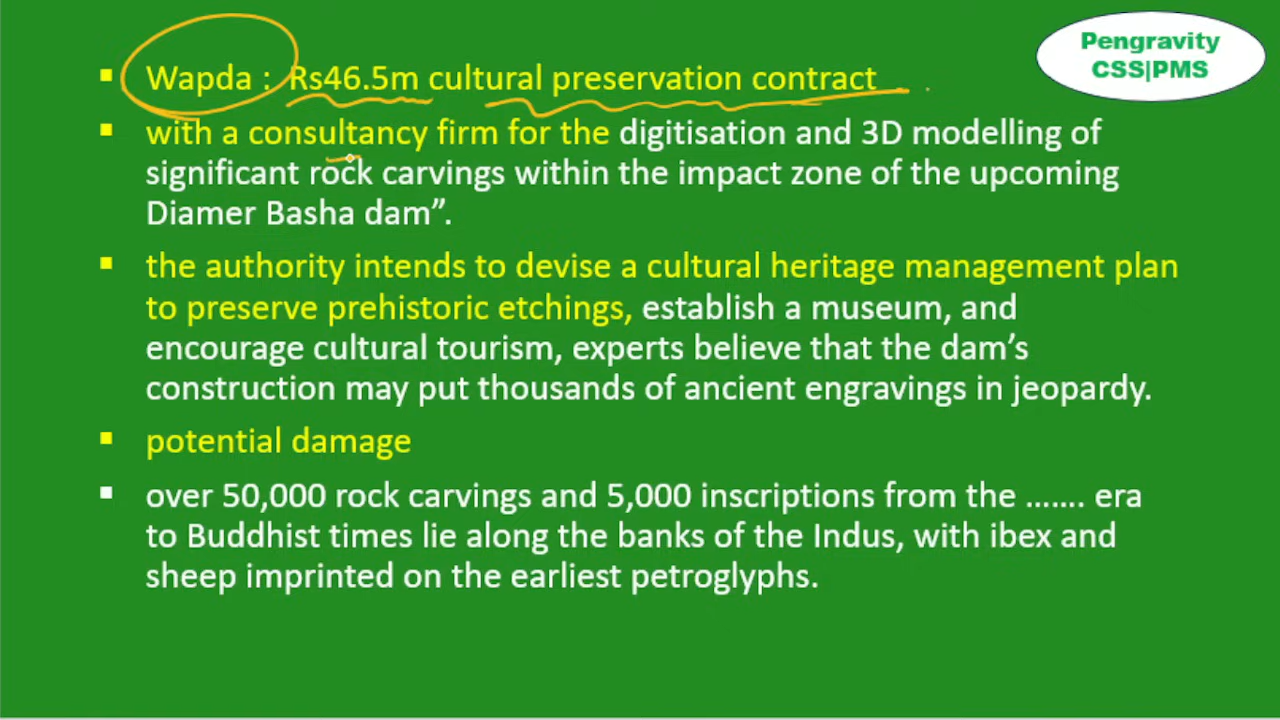 Pengravity
CSS|PMS
▪ Wapda : Rs46.5m cultural preservation contract
▪ with a consultancy firm for the digitisation and 3D modelling of
significant rock carvings within the impact zone of the upcoming
Diamer Basha dam”.
▪ the authority intends to devise a cultural heritage management plan
to preserve prehistoric etchings, establish a museum, and
encourage cultural tourism, experts believe that the dam’s
construction may put thousands of ancient engravings in jeopardy.
▪ potential damage
▪ over 50,000 rock carvings and 5,000 inscriptions from the ……. era
to Buddhist times lie along the banks of the Indus, with ibex and
sheep imprinted on the earliest petroglyphs.